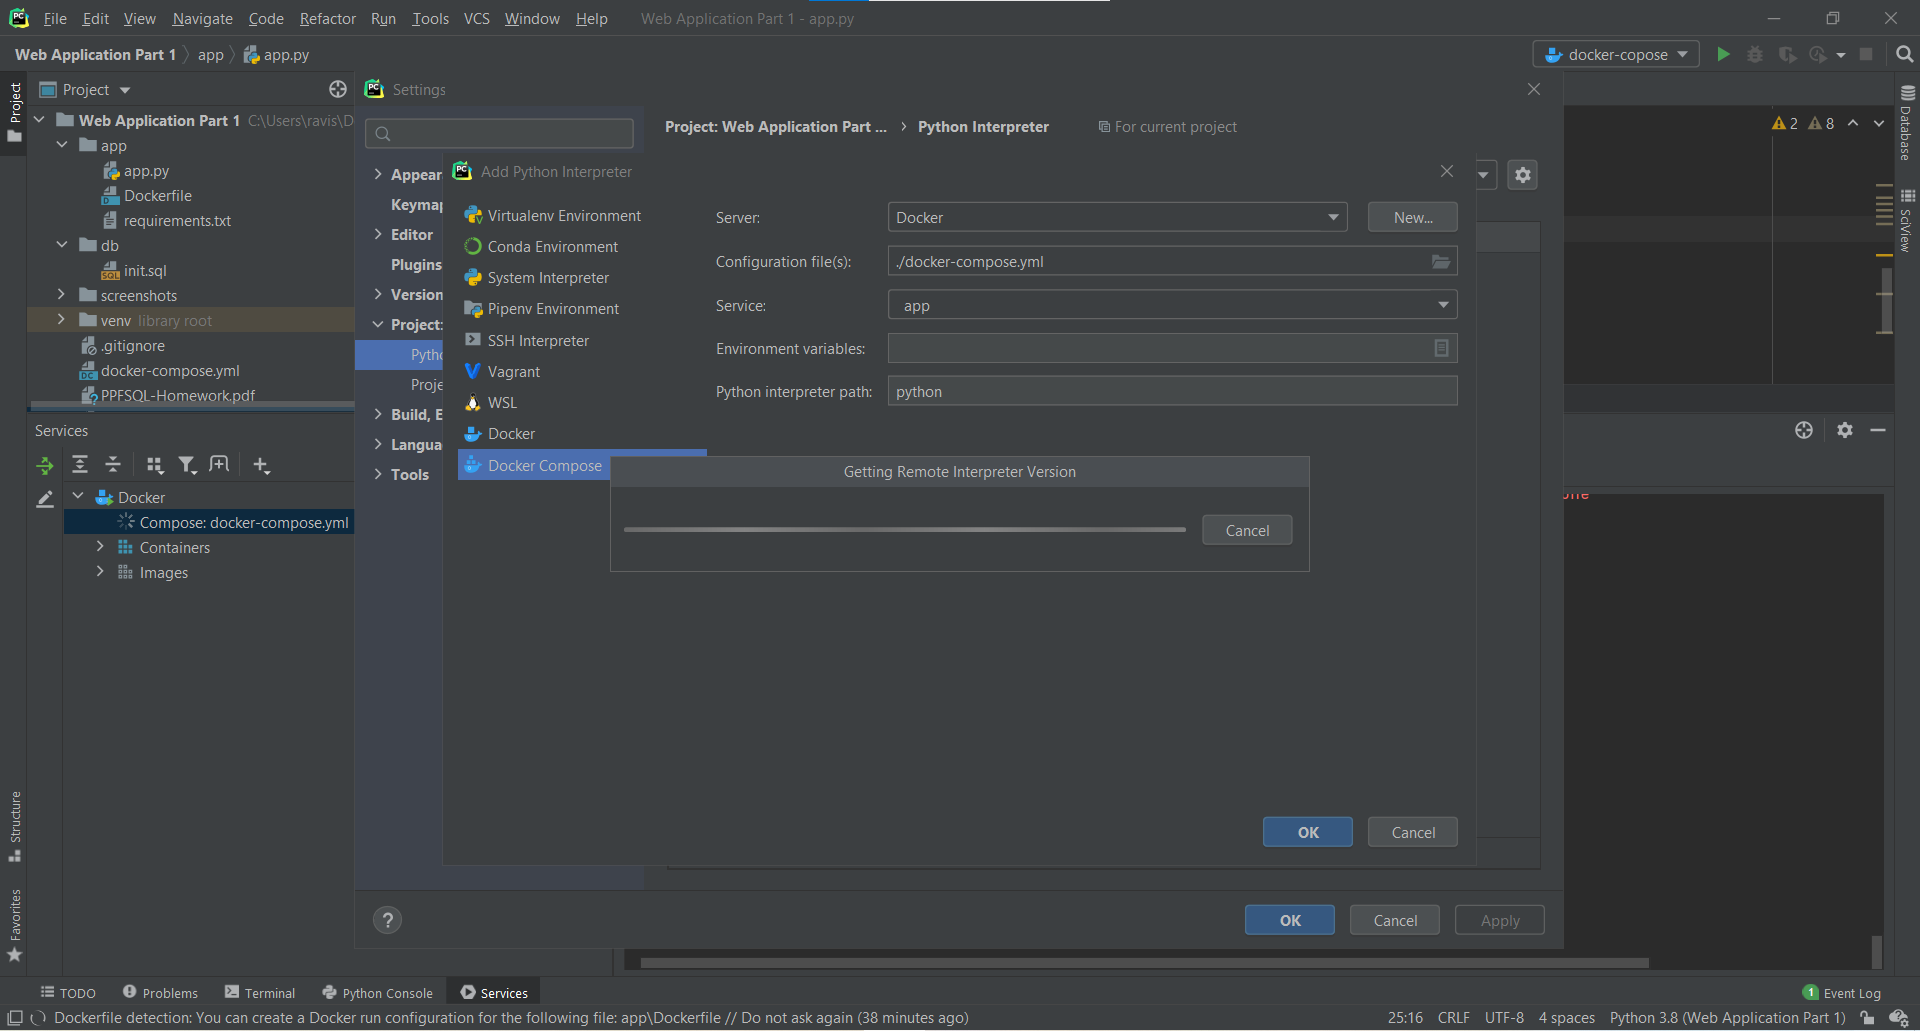 File Edit View Navigate Code Refactor Run Tools VCS Window Help Web Application Part 1 - app.py
Web Application Part 1 app app.py docker-copose
Project
Project
Web Application Part 1 C:\Users\ravis\D
app
app.py
Dockerfile
requirements.txt
db
init.sql
screenshots
venv library root
.gitignore
docker-compose.yml
PPFSQL-Homework.pdf
Services
Docker
Compose: docker-compose.yml
Containers
Images
Structure
Favorites
Settings
Appear
Keymap
Editor
Plugins
Version
Project:
Pytho
Proje
Build, E
Langua
Tools
Project: Web Application Part ... › Python Interpreter For current project
Add Python Interpreter
Virtualenv Environment
Conda Environment
System Interpreter
Pipenv Environment
SSH Interpreter
Vagrant
WSL
Docker
Docker Compose
Server: Docker New...
Configuration file(s): ./docker-compose.yml
Service: app
Environment variables:
Python interpreter path: python
Getting Remote Interpreter Version
Cancel
OK Cancel
? OK Cancel Apply
2 8
Database
SciView
TODO Problems Terminal Python Console Services 1 Event Log
Dockerfile detection: You can create a Docker run configuration for the following file: app\Dockerfile // Do not ask again (38 minutes ago) 25:16 CRLF UTF-8 4 spaces Python 3.8 (Web Application Part 1)